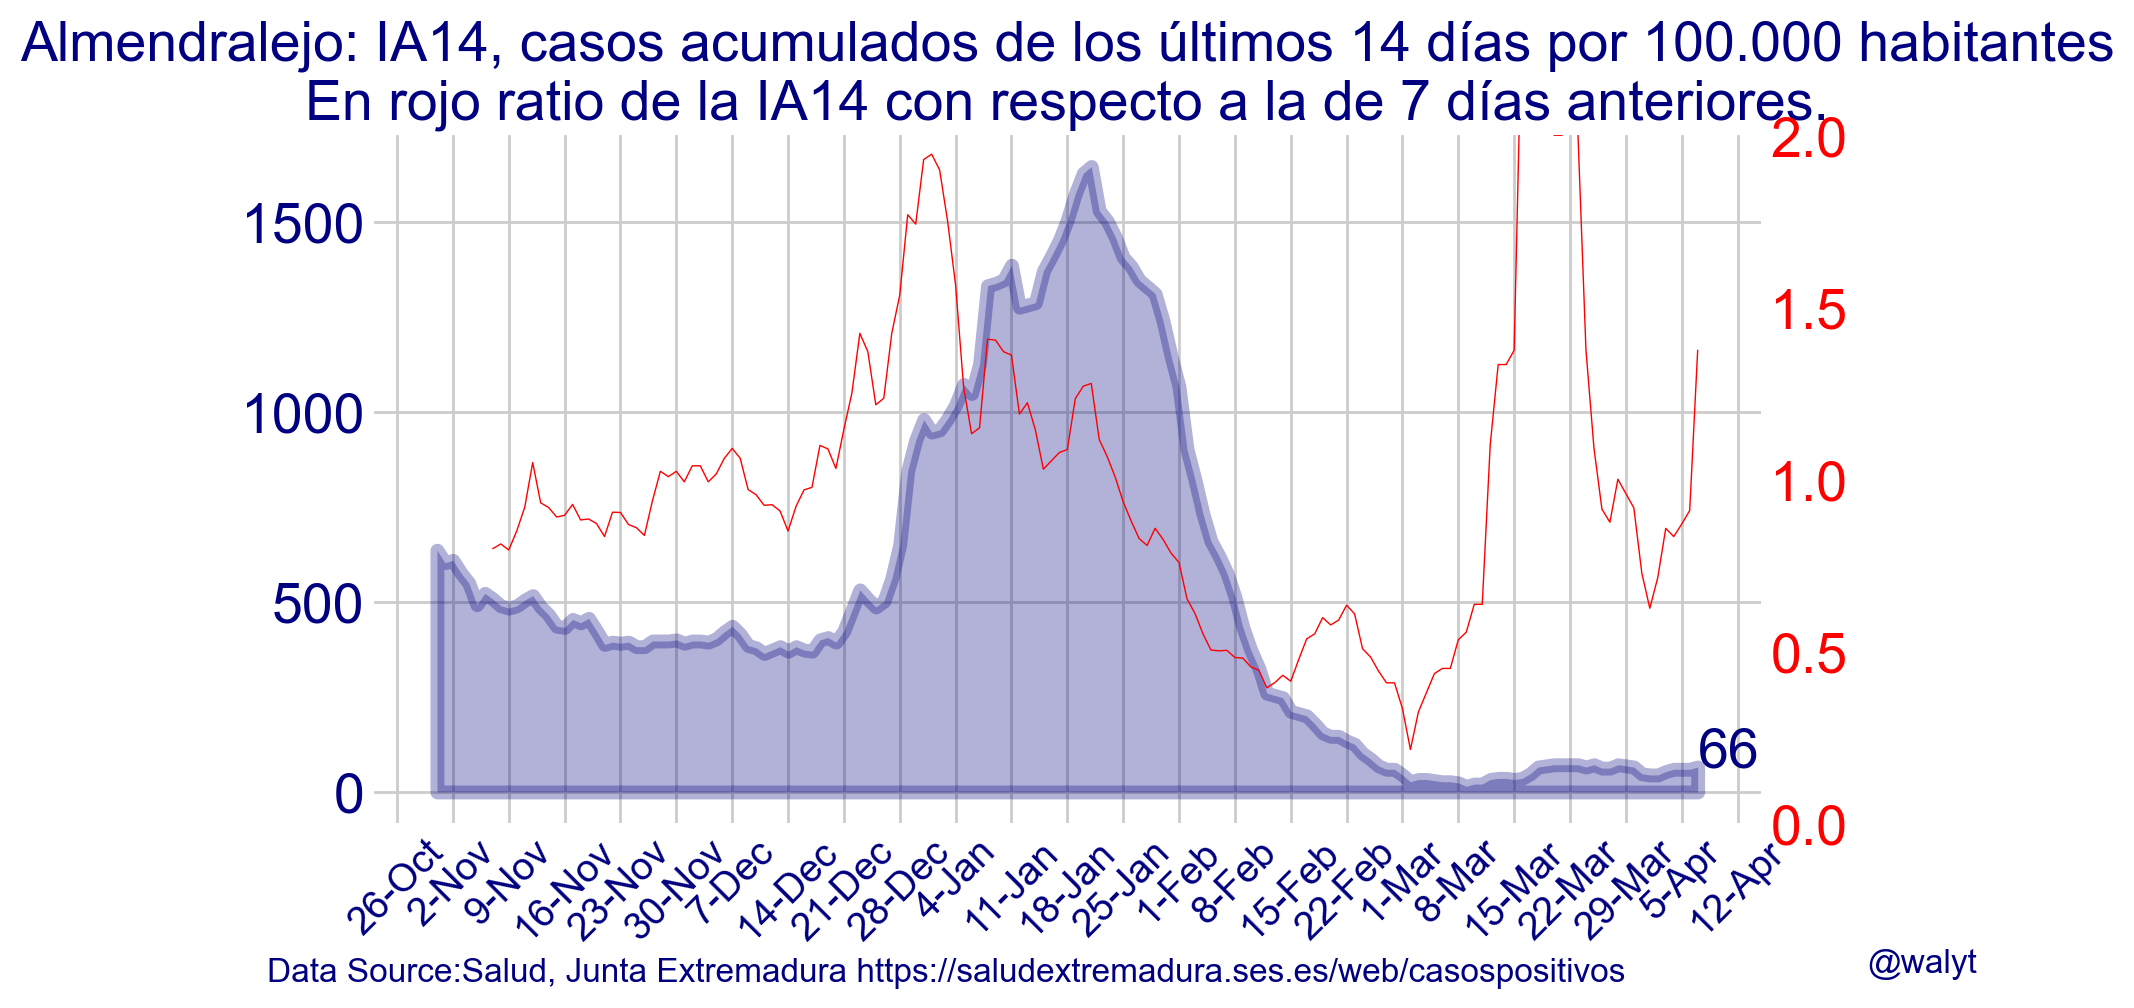 Almendralejo: IA14, casos acumulados de los últimos 14 días por 100.000 habitantes
En rojo ratio de la IA14 con respecto a la de 7 días anteriores.
2.0
1500
1.5
1000
1.0
500
0.5
66
0
0.0
26-Oct
2-Nov
9-Nov
16-Nov
23-Nov
30-Nov
7-Dec
14-Dec
21-Dec
28-Dec
4-Jan
11-Jan
18-Jan
25-Jan
1-Feb
8-Feb
15-Feb
22-Feb
1-Mar
8-Mar
15-Mar
22-Mar
29-Mar
5-Apr
12-Apr
Data Source:Salud, Junta Extremadura https://saludextremadura.ses.es/web/casospositivos
@walyt